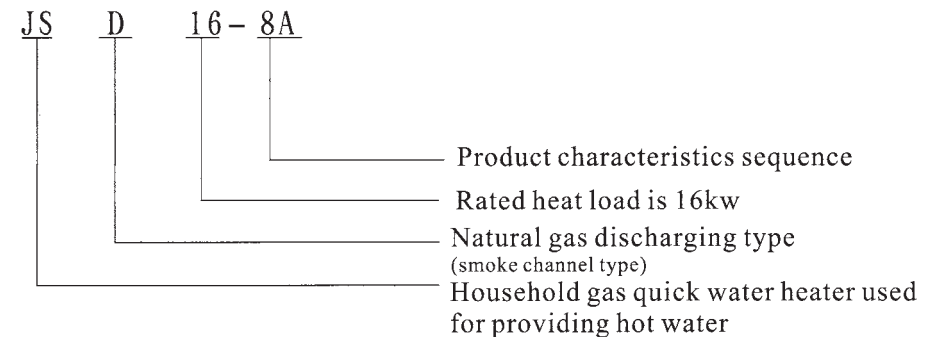 JS D 16-8A
Product characteristics sequence
Rated heat load is 16kw
Natural gas discharging type
(smoke channel type)
Household gas quick water heater used
for providing hot water